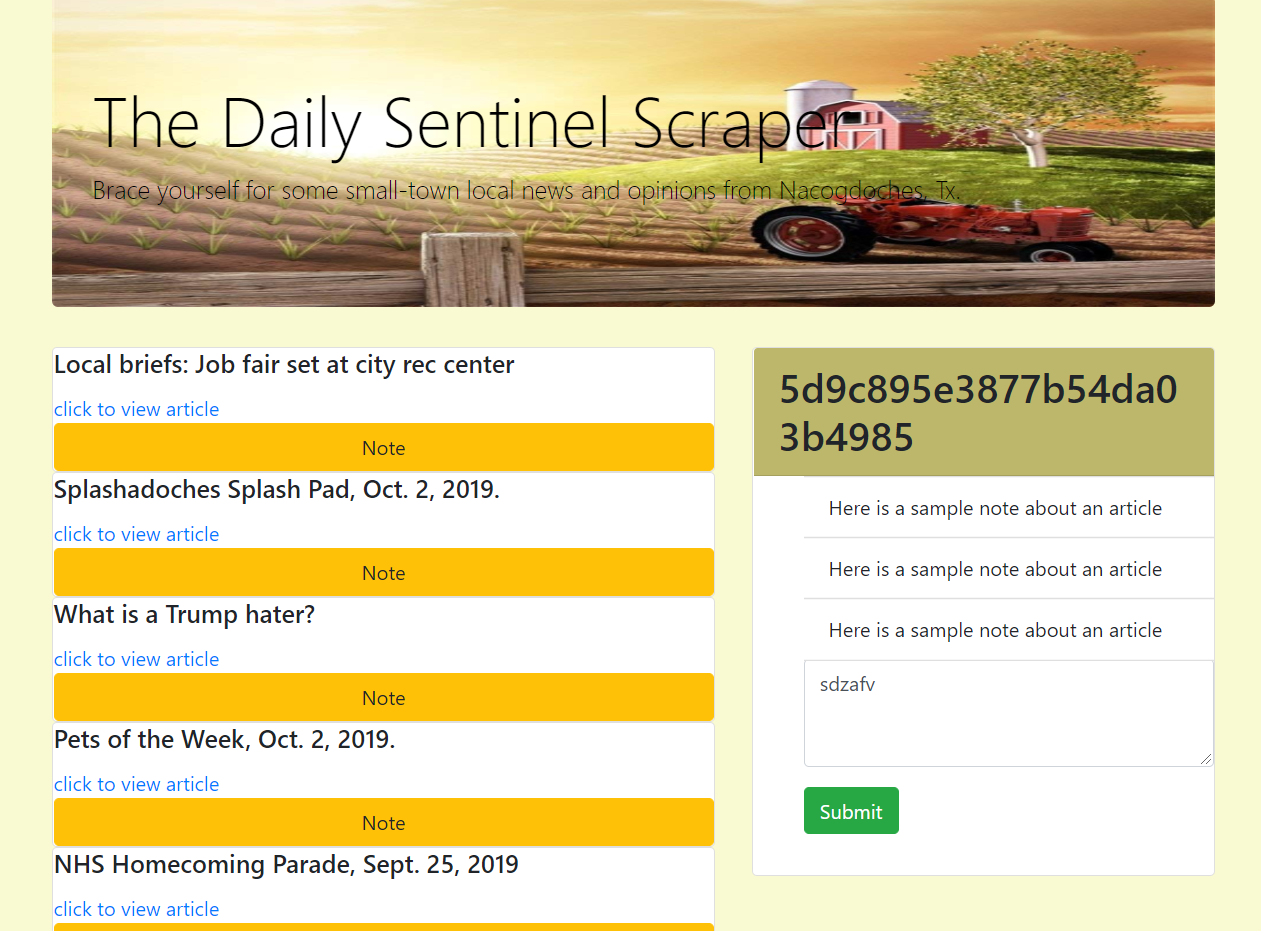 The Daily Sentinel Scraper
Brace yourself for some small-town local news and opinions from Nacogdoches, Tx.
Local briefs: Job fair set at city rec center
click to view article
Note
Splashadoches Splash Pad, Oct. 2, 2019.
click to view article
Note
What is a Trump hater?
click to view article
Note
Pets of the Week, Oct. 2, 2019.
click to view article
Note
NHS Homecoming Parade, Sept. 25, 2019
click to view article
5d9c895e3877b54da0
3b4985
Here is a sample note about an article
Here is a sample note about an article
Here is a sample note about an article
sdzafv
Submit